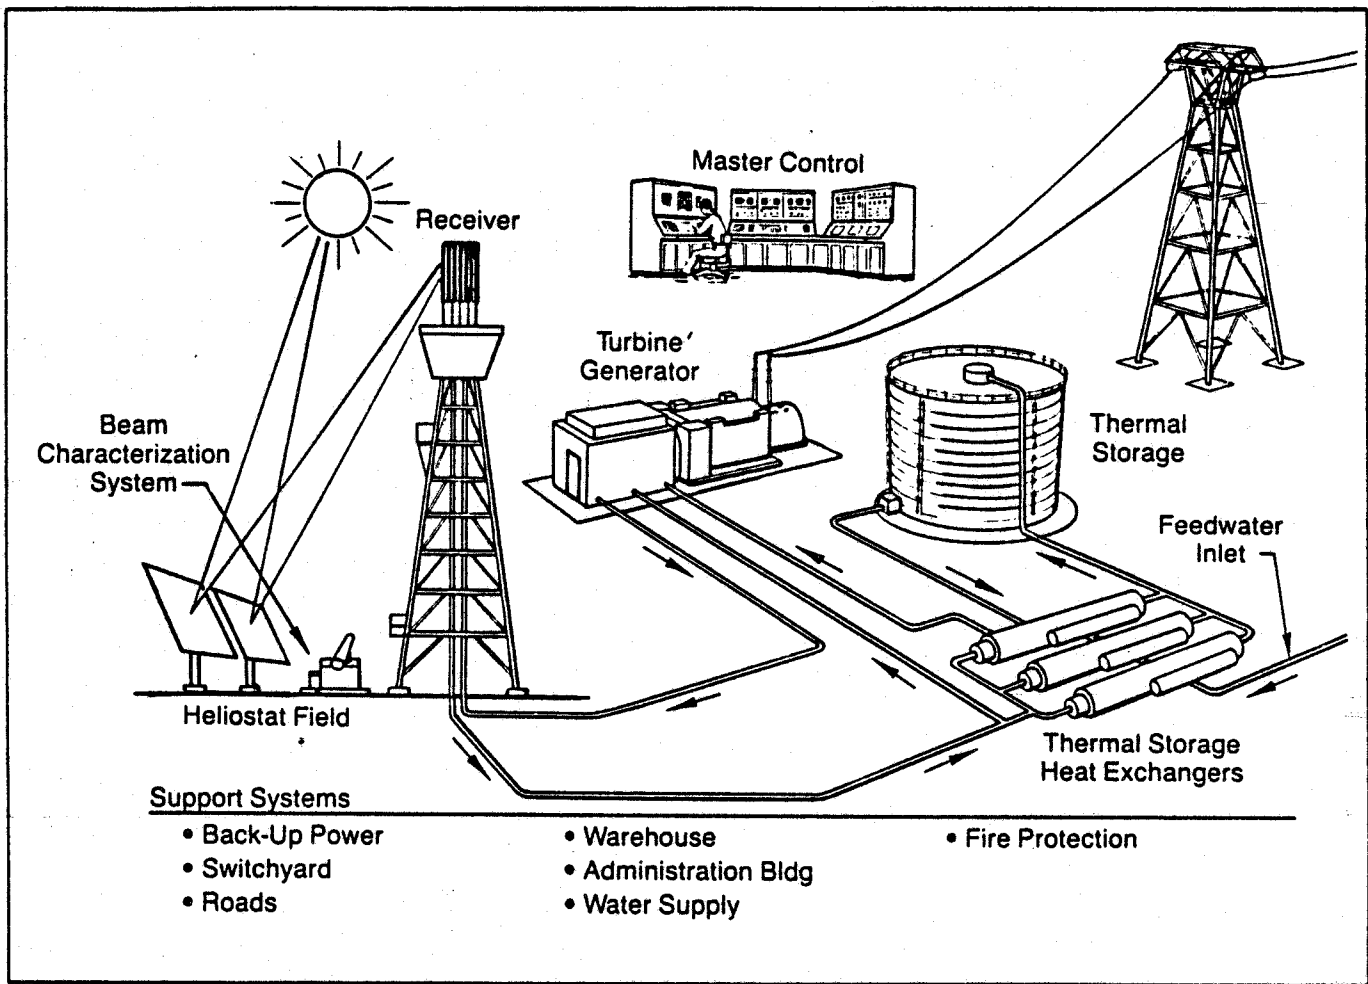 Master Control
Receiver
Turbine
Generator
Beam
Characterization
System
Thermal
Storage
Feedwater
Inlet
Heliostat Field
Thermal Storage
Heat Exchangers
Support Systems
• Back-Up Power
• Switchyard
• Roads
• Warehouse
• Administration Bldg
• Water Supply
• Fire Protection